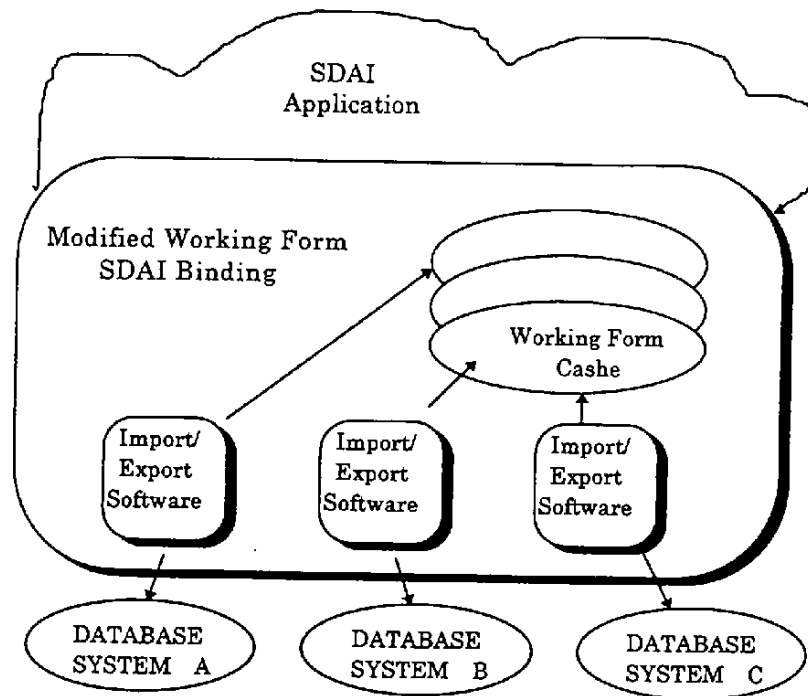 SDAI
Application
Modified Working Form
SDAI Binding
Working Form
Cashe
Import/
Export
Software
Import/
Export
Software
Import/
Export
Software
DATABASE
SYSTEM A
DATABASE
SYSTEM B
DATABASE
SYSTEM C